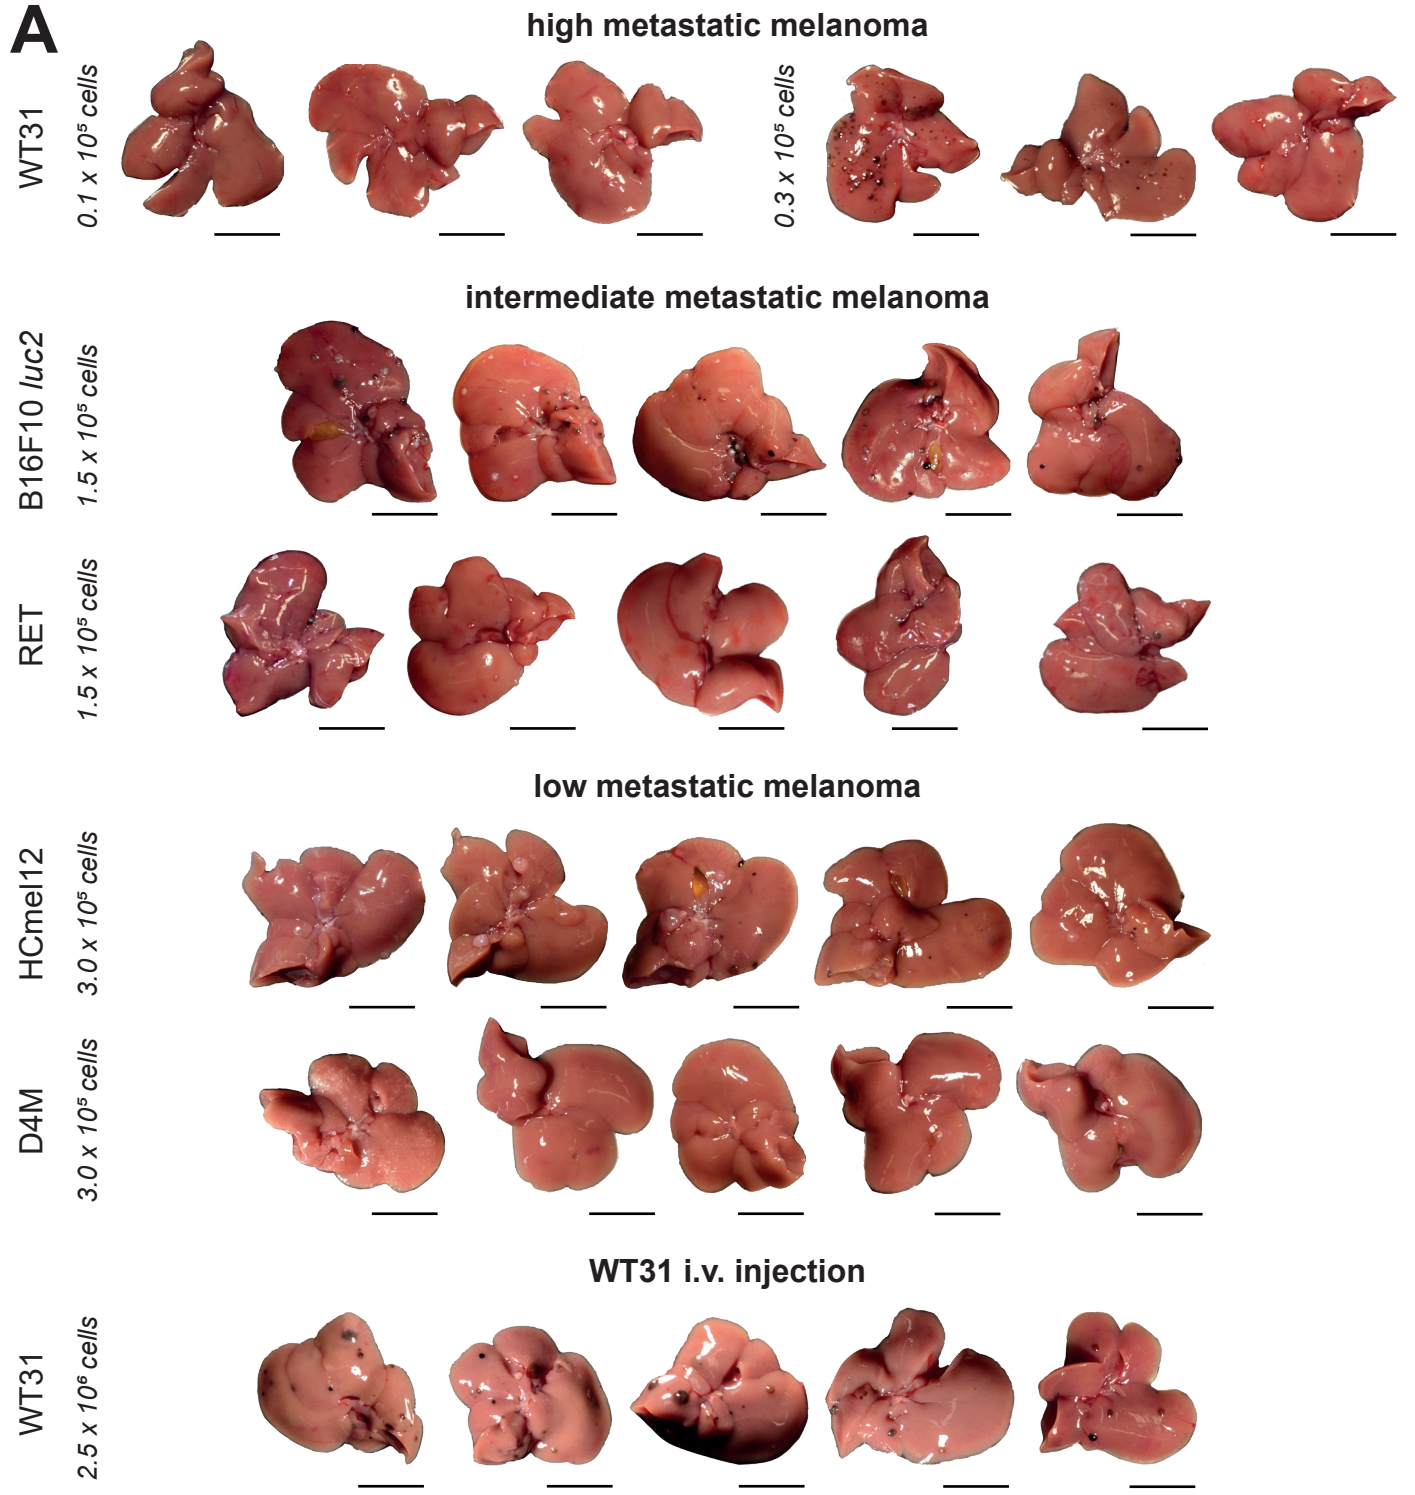 A
high metastatic melanoma
WT31
0.1 x 10⁵ cells
0.3 x 10⁵ cells
intermediate metastatic melanoma
B16F10 luc2
1.5 x 10⁵ cells
RET
1.5 x 10⁵ cells
low metastatic melanoma
HCmel12
3.0 x 10⁵ cells
D4M
3.0 x 10⁵ cells
WT31 i.v. injection
WT31
2.5 x 10⁶ cells